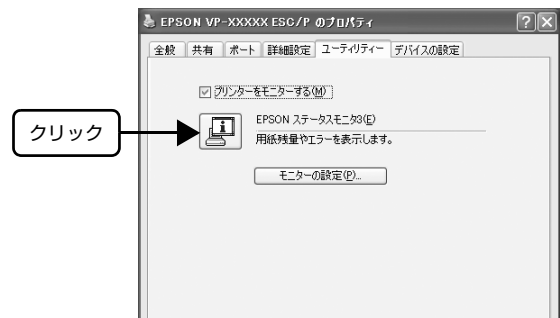 EPSON VP-XXXXX ESC/P のプロパティ
全般 共有 ポート 詳細設定 ユーティリティー デバイスの設定
プリンターをモニターする(M)
クリック
EPSON ステータスモニタ3(E)
用紙残量やエラーを表示します。
モニターの設定(P)...